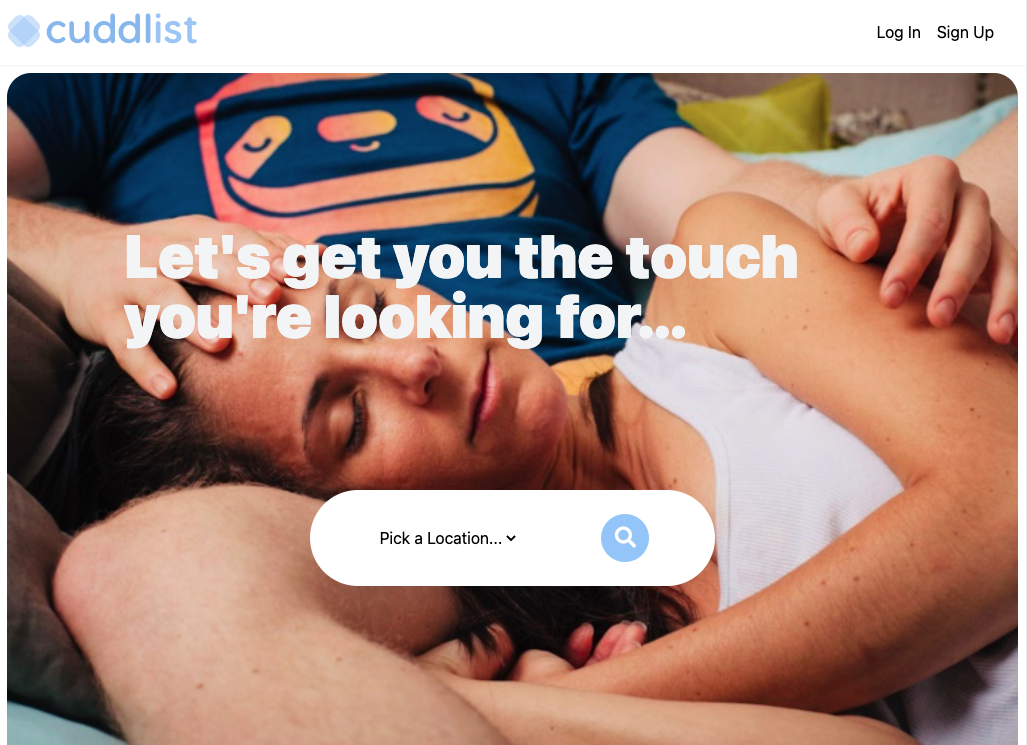 cuddlist
Log In Sign Up
Let's get you the touch
you're looking for...
Pick a Location...